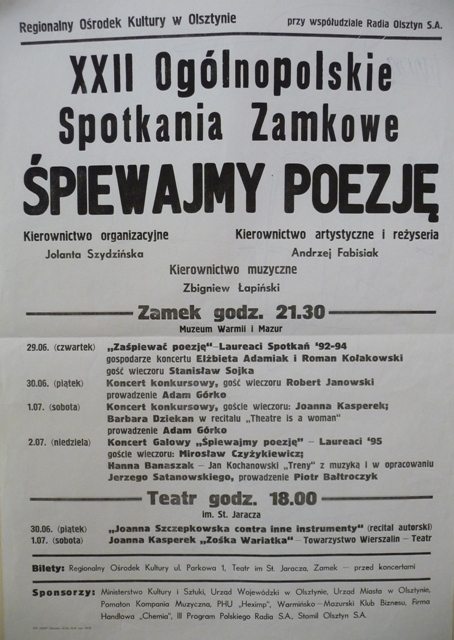 Regionalny Ośrodek Kultury w Olsztynie
przy współudziale Radia Olsztyn S.A.
XXII Ogólnopolskie
Spotkania Zamkowe
ŚPIEWAJMY POEZJĘ
Kierownictwo organizacyjne
Jolanta Szydzińska
Kierownictwo artystyczne i reżyseria
Andrzej Fabisiak
Kierownictwo muzyczne
Zbigniew Łapiński
Zamek godz. 21.30
Muzeum Warmii i Mazur
29.06. (czwartek) „Zaśpiewać poezję"–Laureaci Spotkań '92-94
gospodarze koncertu Elżbieta Adamiak i Roman Kołakowski
gość wieczoru Stanisław Sojka
30.06. (piątek) Koncert konkursowy, gość wieczoru Robert Janowski
prowadzenie Adam Górko
1.07. (sobota) Koncert konkursowy, goście wieczoru: Joanna Kasperek;
Barbara Dziekan w recitalu „Theatre is a woman"
prowadzenie Adam Górko
2.07. (niedziela) Koncert Galowy „Śpiewajmy poezję" – Laureaci '95
goście wieczoru: Mirosław Czyżykiewicz;
Hanna Banaszak – Jan Kochanowski „Treny" z muzyką i w opracowaniu
Jerzego Satanowskiego, prowadzenie Piotr Bałtroczyk
Teatr godz. 18.00
im. St. Jaracza
30.06. (piątek) „Joanna Szczepkowska contra inne instrumenty" (recital autorski)
1.07. (sobota) Joanna Kasperek „Zośka Wariatka" – Towarzystwo Wierszalin – Teatr
Bilety: Regionalny Ośrodek Kultury ul. Parkowa 1, Teatr im St. Jaracza, Zamek – przed koncertami
Sponsorzy: Ministerstwo Kultury i Sztuki, Urząd Wojewódzki w Olsztynie, Urząd Miasta w Olsztynie,
Pomaton Kompania Muzyczna, PHU „Heximp", Warmińsko-Mazurski Klub Biznesu, Firma
Handlowa „Chemia", III Program Polskiego Radia S.A., Stomil Olsztyn S.A.